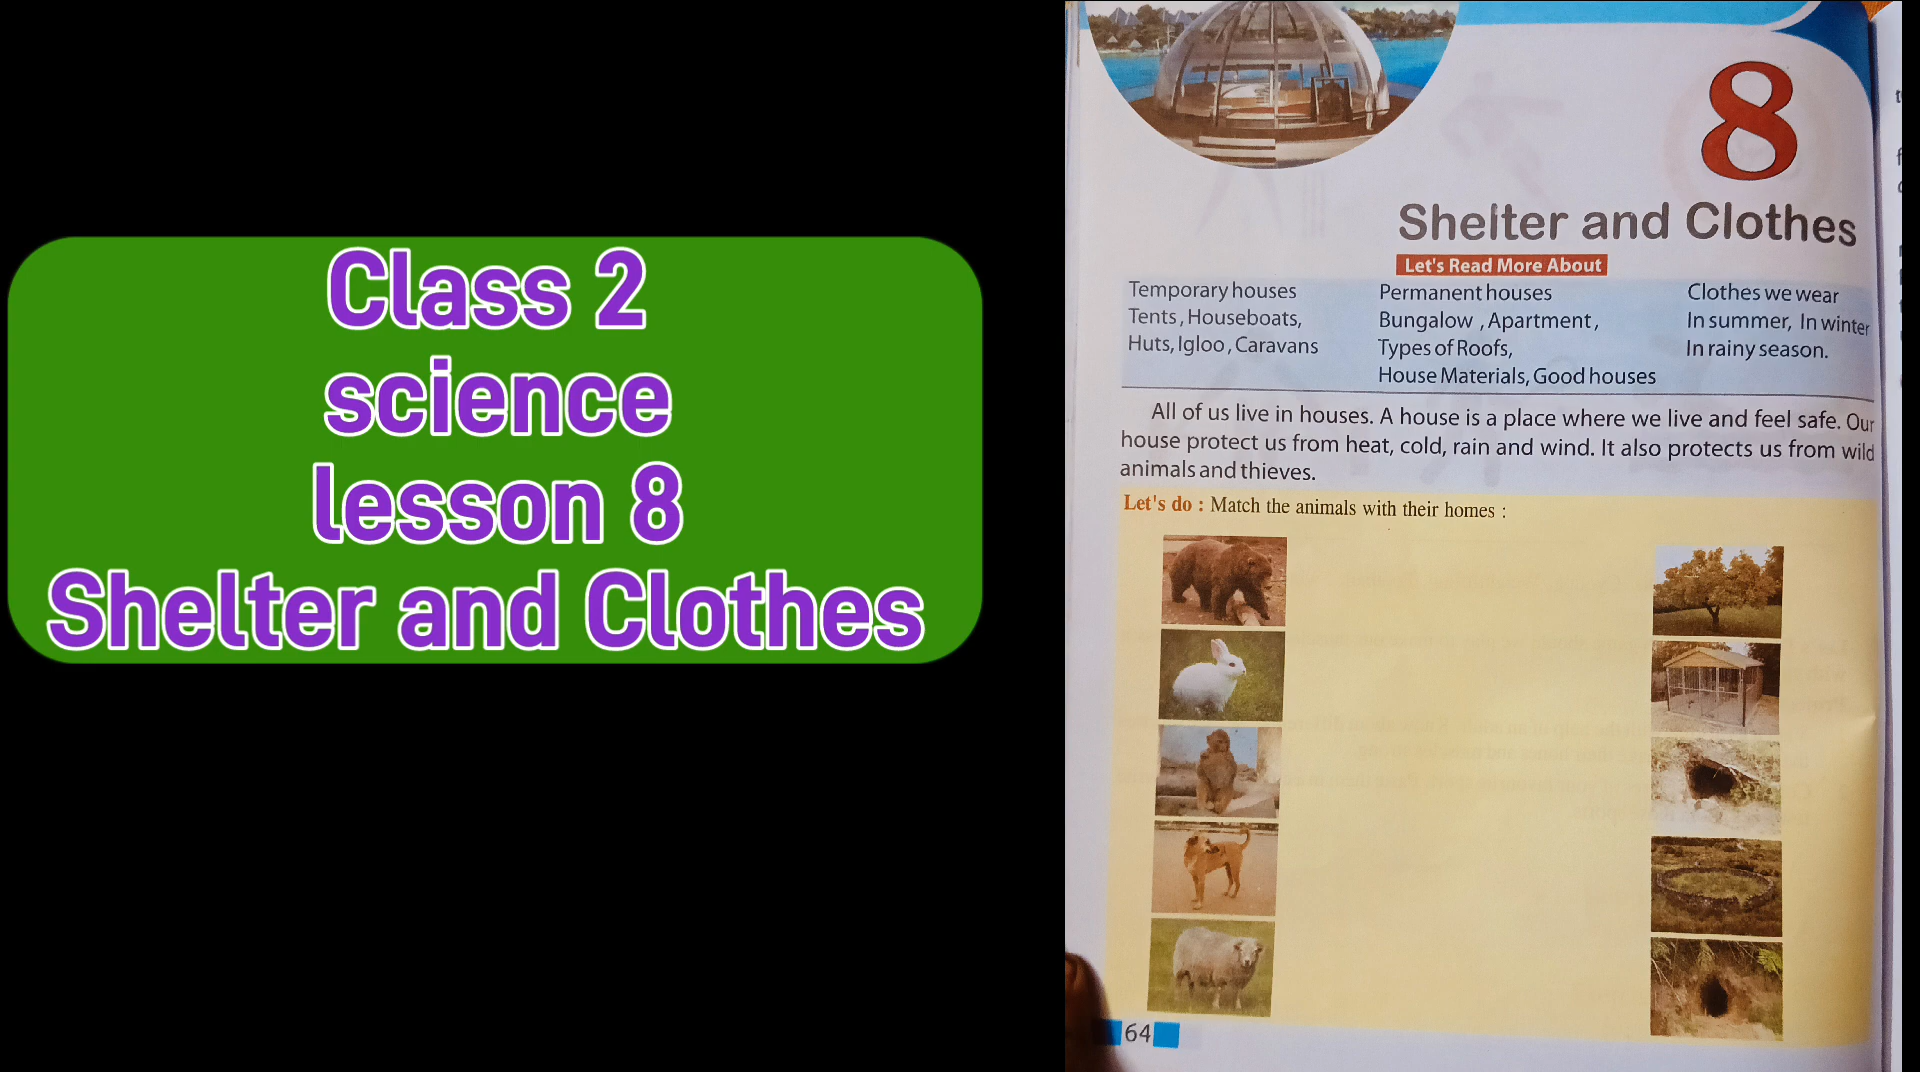 Class 2
science
lesson 8
Shelter and Clothes
8
Shelter and Clothes
Let's Read More About
Temporary houses
Tents, Houseboats,
Huts, Igloo, Caravans
Permanent houses
Bungalow , Apartment,
Types of Roofs,
House Materials, Good houses
Clothes we wear
In summer, In winter
In rainy season.
All of us live in houses. A house is a place where we live and feel safe. Our
house protect us from heat, cold, rain and wind. It also protects us from wild
animals and thieves.
Let's do : Match the animals with their homes :
64